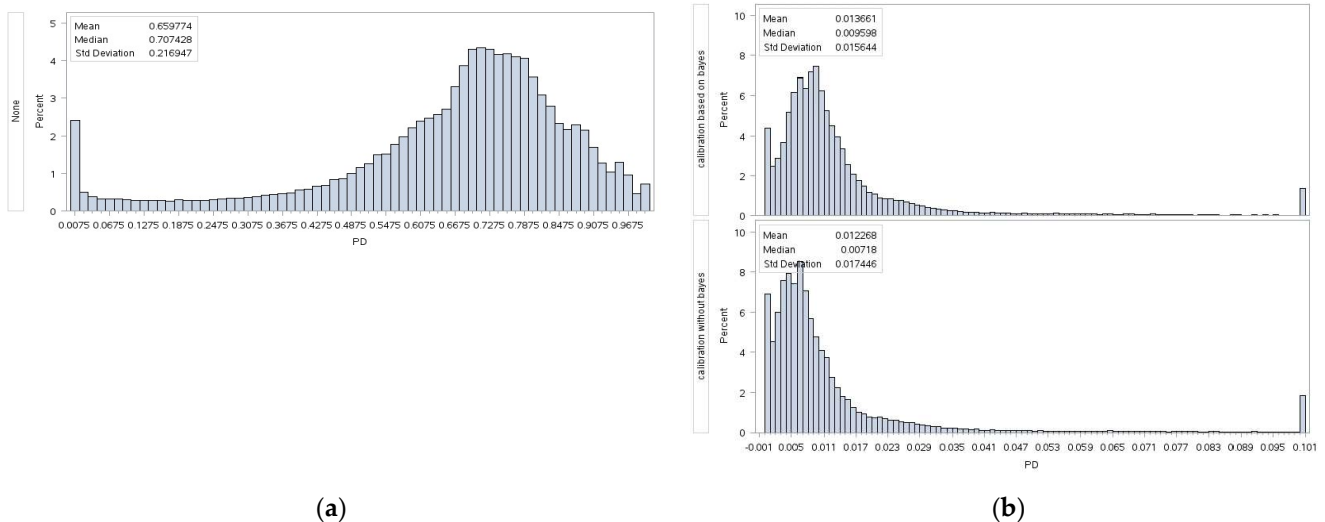 None
Percent
5
4
3
2
1
0
Mean 0.659774
Median 0.707428
Std Deviation 0.216947
0.0075 0.0675 0.1275 0.1875 0.2475 0.3075 0.3675 0.4275 0.4875 0.5475 0.6075 0.6675 0.7275 0.7875 0.8475 0.9075 0.9675
PD
(a)
calibration based on bayes
Percent
10
8
6
4
2
0
Mean 0.013661
Median 0.009598
Std Deviation 0.015644
calibration without bayes
Percent
10
8
6
4
2
0
Mean 0.012268
Median 0.00718
Std Deviation 0.017446
-0.001 0.005 0.011 0.017 0.023 0.029 0.035 0.041 0.047 0.053 0.059 0.065 0.071 0.077 0.083 0.089 0.095 0.101
PD
(b)